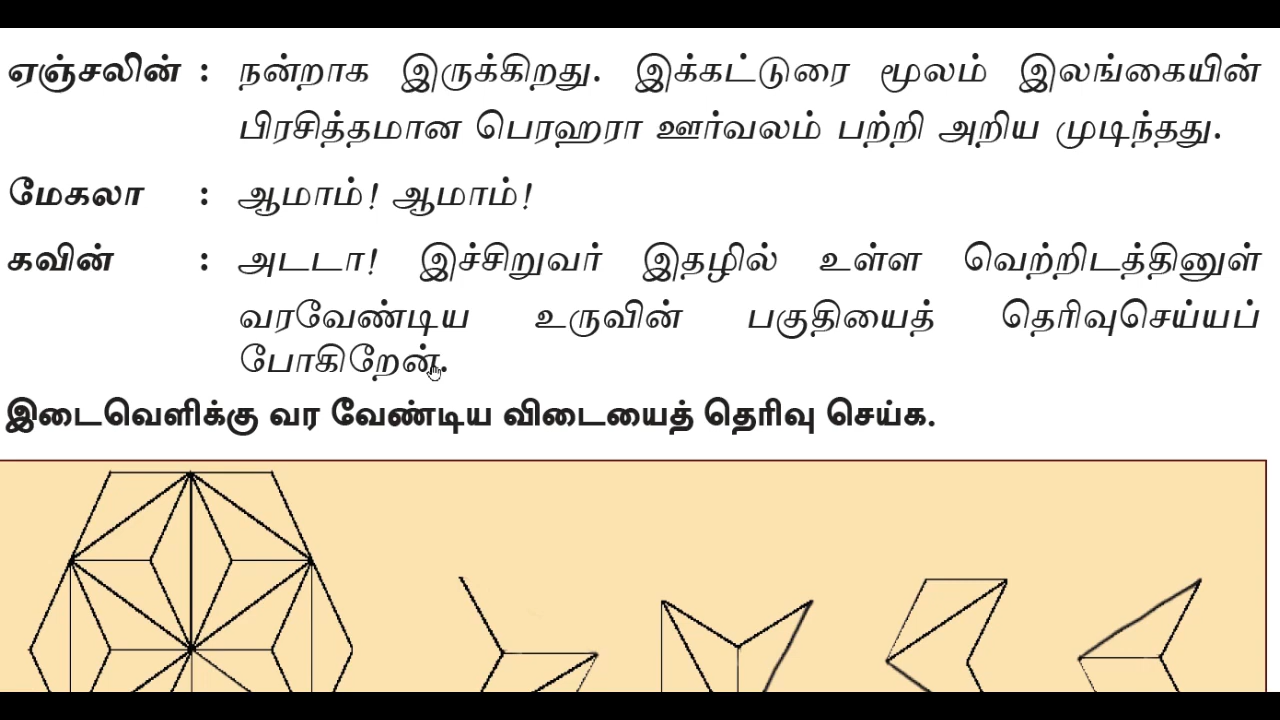 ஏஞ்சலின் : நன்றாக இருக்கிறது. இக்கட்டுரை மூலம் இலங்கையின்
பிரசித்தமான பெரஹரா ஊர்வலம் பற்றி அறிய முடிந்தது.
மேகலா : ஆமாம்! ஆமாம்!
கவின் : அடடா! இச்சிறுவர் இதழில் உள்ள வெற்றிடத்தினுள்
வரவேண்டிய உருவின் பகுதியைத் தெரிவுசெய்யப்
போகிறேன்.
இடைவெளிக்கு வர வேண்டிய விடையைத் தெரிவு செய்க.